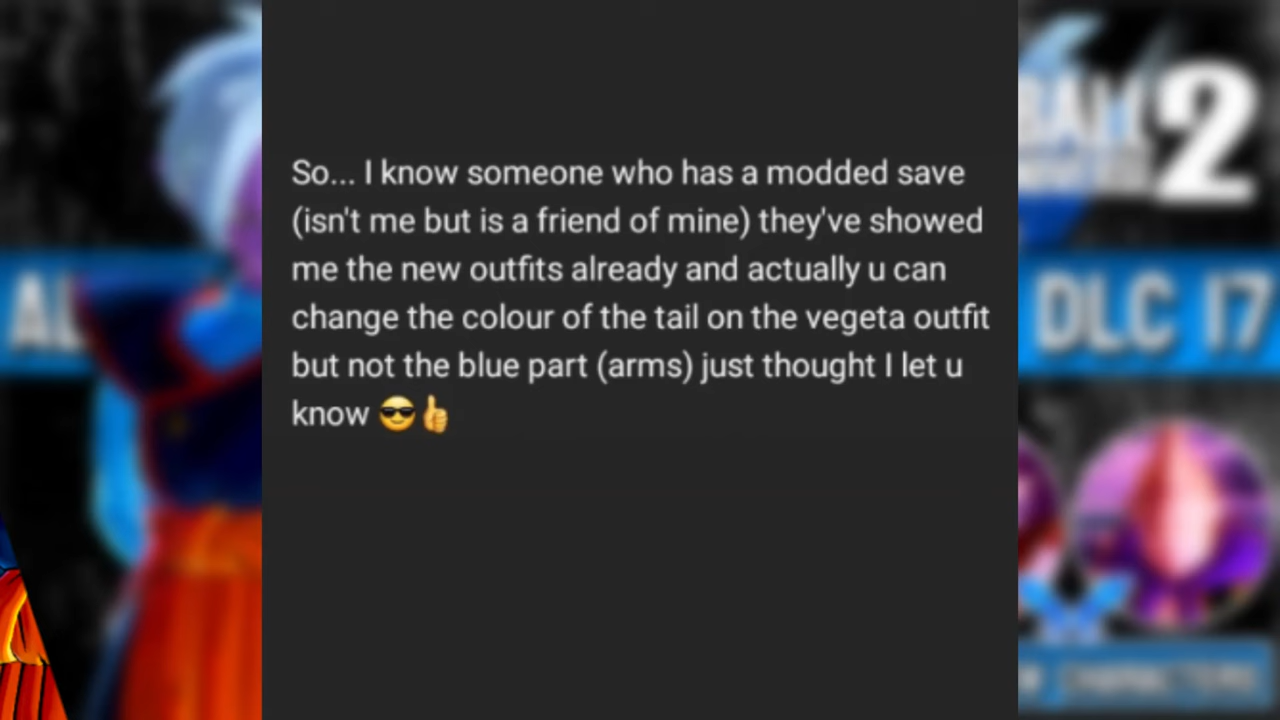 So... I know someone who has a modded save
(isn't me but is a friend of mine) they've showed
me the new outfits already and actually u can
change the colour of the tail on the vegeta outfit
but not the blue part (arms) just thought I let u
know 😎👍
2
DLC 17
CHARACTERS